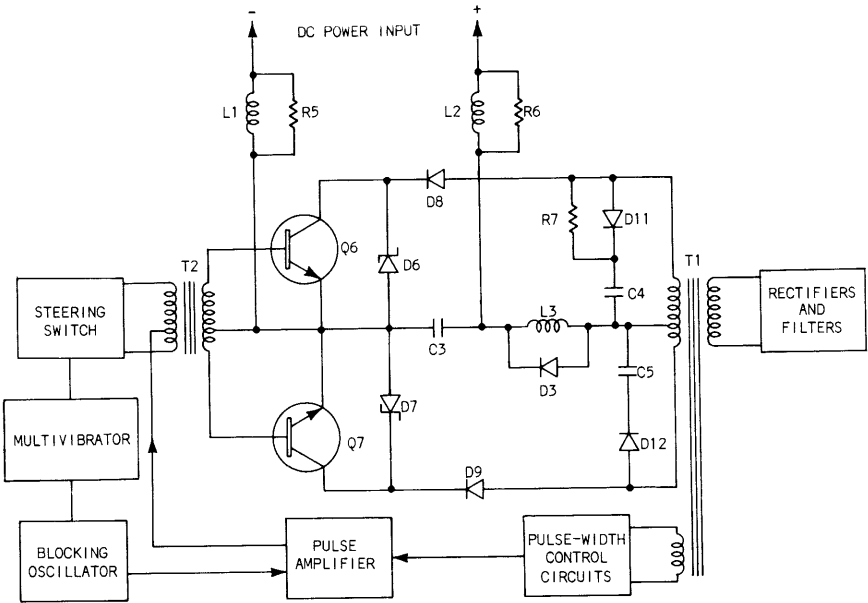 - DC POWER INPUT +
L1 R5 L2 R6
D8
R7 D11
Q6
T2 D6 T1
C4
STEERING
SWITCH
L3
RECTIFIERS
AND
FILTERS
C3
D3
C5
D7
MULTIVIBRATOR
Q7
D12
D9
BLOCKING
OSCILLATOR
PULSE
AMPLIFIER
PULSE-WIDTH
CONTROL
CIRCUITS